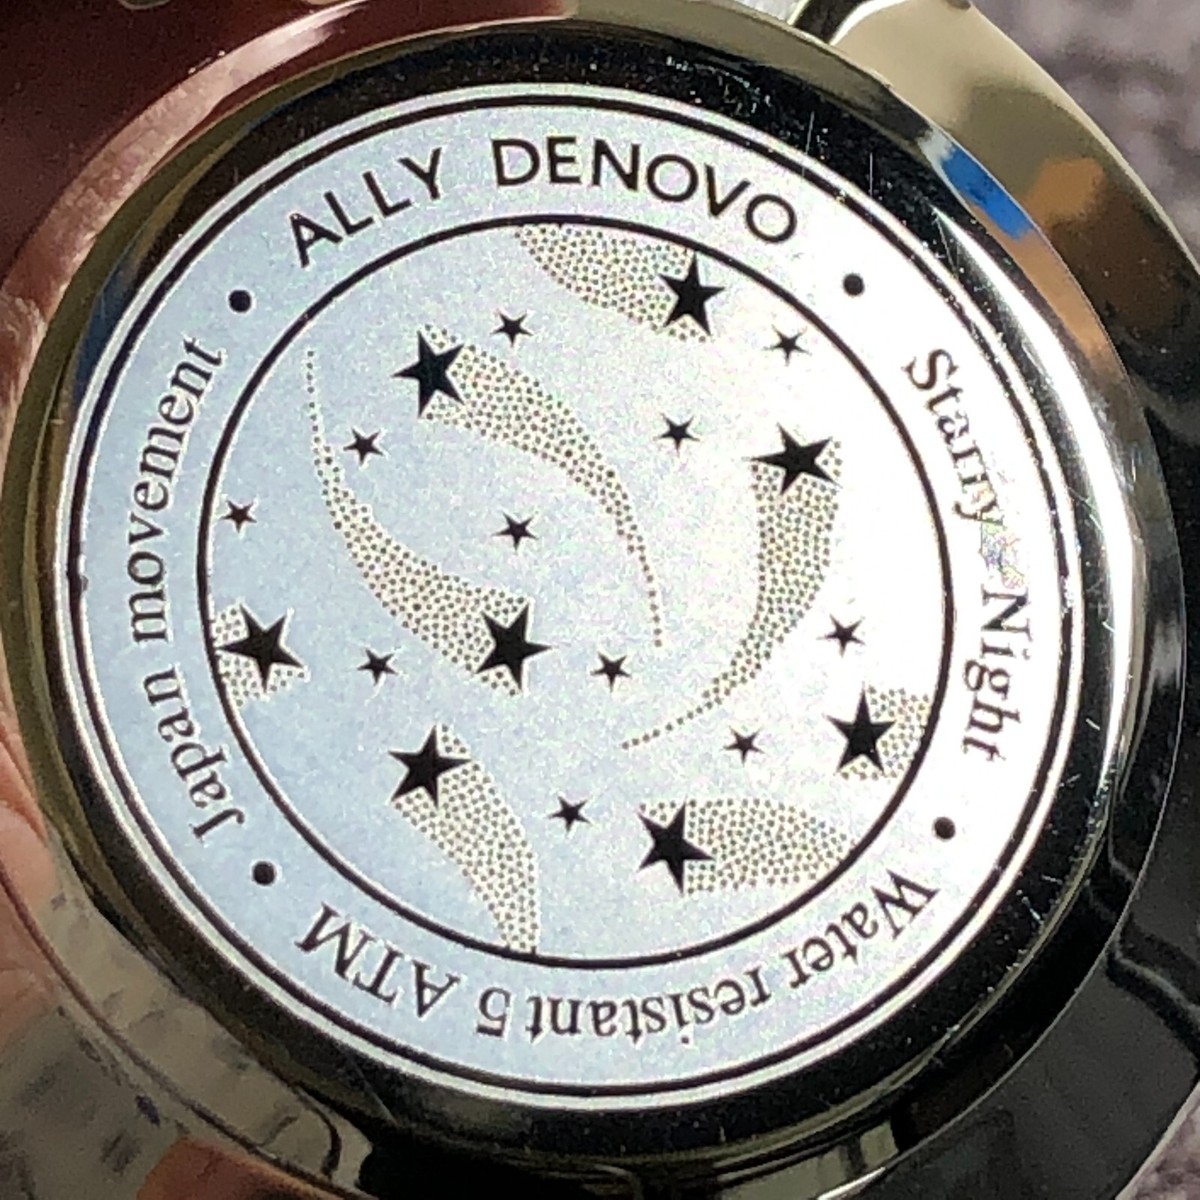 ALLY DENOVO
Starry Night
Water resistant 5 ATM
Japan movement